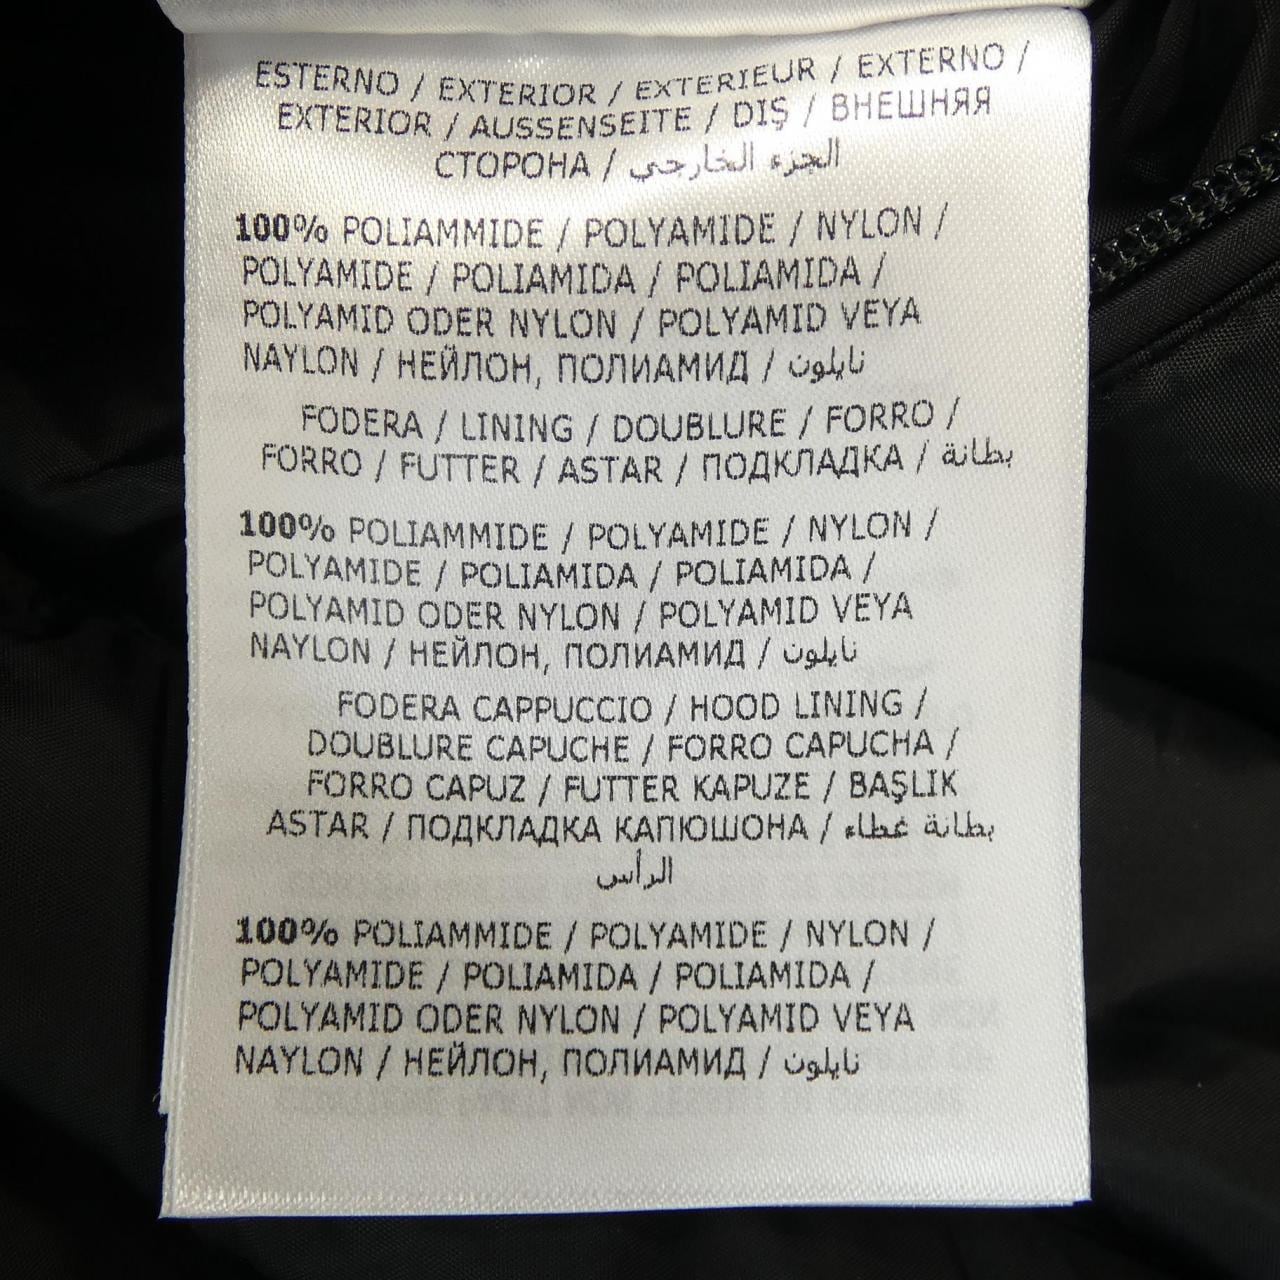 ESTERNO / EXTERIOR / EXTERIEUR / EXTERNO /
EXTERIOR / AUSSENSEITE / DIŞ / ВНЕШНЯЯ
СТОРОНА / الجزء الخارجي
100% POLIAMMIDE / POLYAMIDE / NYLON /
POLYAMIDE / POLIAMIDA / POLIAMIDA /
POLYAMID ODER NYLON / POLYAMID VEYA
NAYLON / НЕЙЛОН, ПОЛИАМИД / نايلون
FODERA / LINING / DOUBLURE / FORRO /
FORRO / FUTTER / ASTAR / ПОДКЛАДКА / بطانة
100% POLIAMMIDE / POLYAMIDE / NYLON /
POLYAMIDE / POLIAMIDA / POLIAMIDA /
POLYAMID ODER NYLON / POLYAMID VEYA
NAYLON / НЕЙЛОН, ПОЛИАМИД / نايلون
FODERA CAPPUCCIO / HOOD LINING /
DOUBLURE CAPUCHE / FORRO CAPUCHA /
FORRO CAPUZ / FUTTER KAPUZE / BAŞLIK
ASTAR / ПОДКЛАДКА КАПЮШОНА / بطانة غطاء
الرأس
100% POLIAMMIDE / POLYAMIDE / NYLON /
POLYAMIDE / POLIAMIDA / POLIAMIDA /
POLYAMID ODER NYLON / POLYAMID VEYA
NAYLON / НЕЙЛОН, ПОЛИАМИД / نايلون